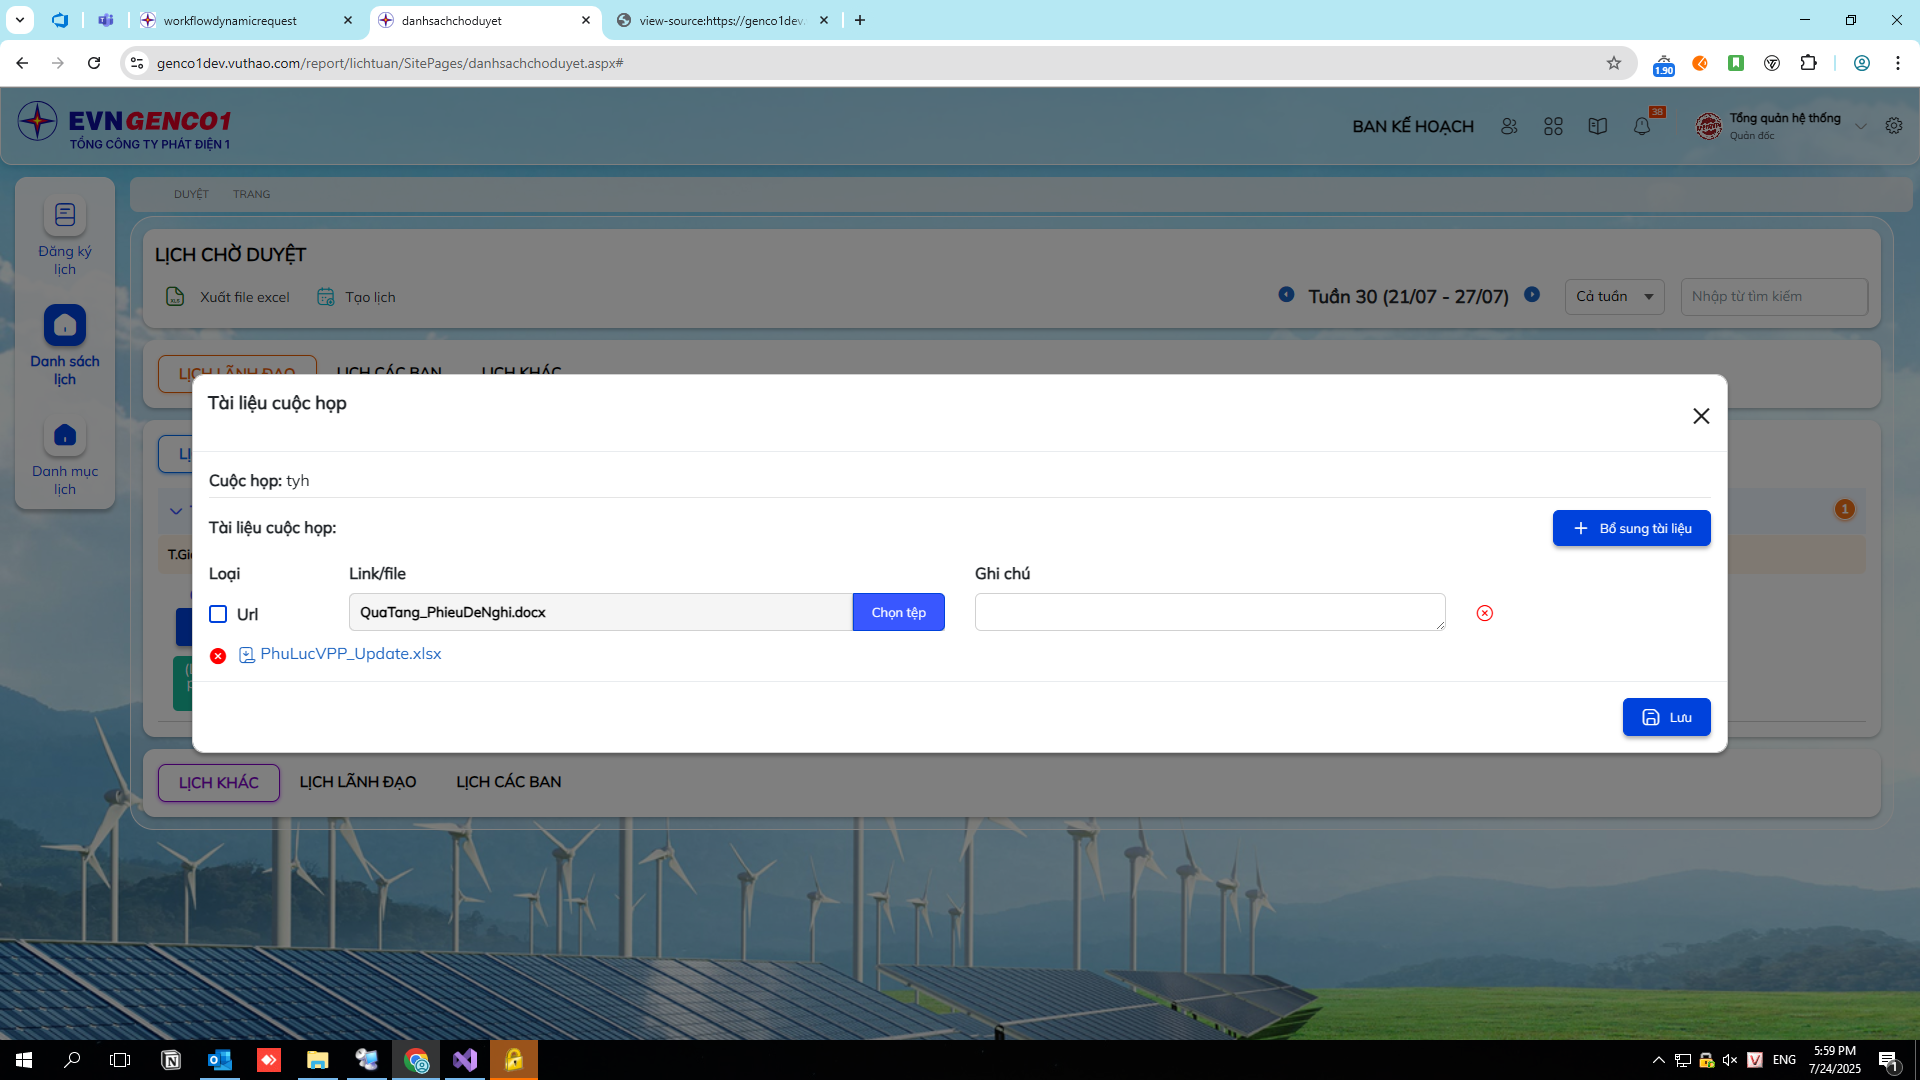 workflowdynamicrequest
danhsachchoduyet
view-source:https://genco1dev.
genco1dev.vuthao.com/report/lichtuan/SitePages/danhsachchoduyet.aspx#
1.90
EVNGENCO1
TỔNG CÔNG TY PHÁT ĐIỆN 1
BAN KẾ HOẠCH
38
Tổng quản hệ thống
Quản đốc
DUYỆT TRANG
Đăng ký
lịch
Danh sách
lịch
Danh mục
lịch
LỊCH CHỜ DUYỆT
Xuất file excel
Tạo lịch
Tuần 30 (21/07 - 27/07)
Cả tuần
Nhập từ tìm kiếm
LỊCH LÃNH ĐẠO
LỊCH CÁC BAN
LỊCH KHÁC
1
Tài liệu cuộc họp
Cuộc họp: tyh
Tài liệu cuộc họp:
Bổ sung tài liệu
Loại
Link/file
Ghi chú
Url
QuaTang_PhieuDeNghi.docx
Chọn tệp
PhuLucVPP_Update.xlsx
Lưu
LỊCH KHÁC
LỊCH LÃNH ĐẠO
LỊCH CÁC BAN
ENG
5:59 PM
7/24/2025
1